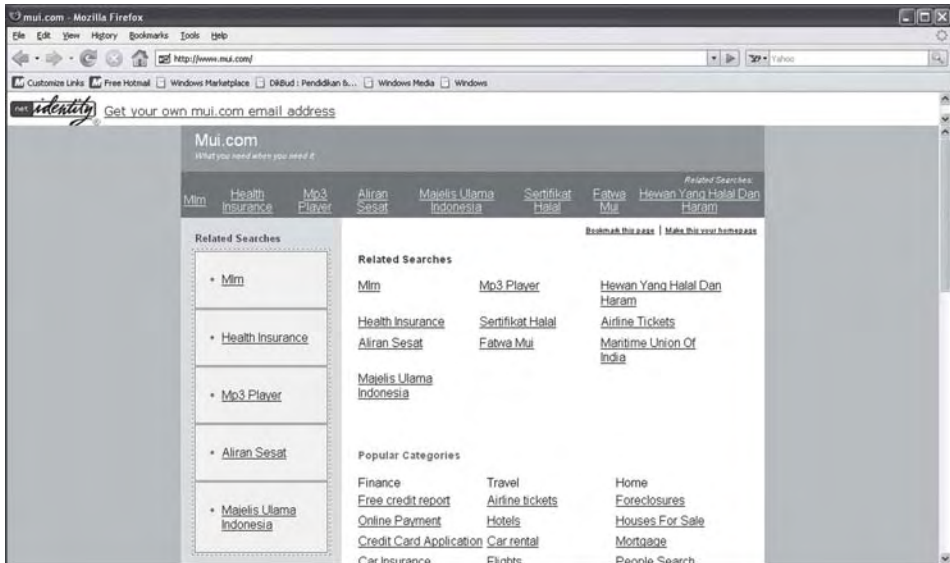 mui.com - Mozilla Firefox
File Edit View History Bookmarks Tools Help
http://www.mui.com/
Yahoo
Customize Links Free Hotmail Windows Marketplace DikBud : Pendidikan &... Windows Media Windows
net identity Get your own mui.com email address
Mui.com
What you need when you need it
Related Searches:
Mlm Health Insurance Mp3 Player Aliran Sesat Majelis Ulama Indonesia Sertifikat Halal Fatwa Mui Hewan Yang Halal Dan Haram
Bookmark this page | Make this your homepage
Related Searches
• Mlm
• Health Insurance
• Mp3 Player
• Aliran Sesat
• Majelis Ulama
Indonesia
Related Searches
Mlm Mp3 Player Hewan Yang Halal Dan
Haram
Health Insurance Sertifikat Halal Airline Tickets
Aliran Sesat Fatwa Mui Maritime Union Of
India
Majelis Ulama
Indonesia
Popular Categories
Finance Travel Home
Free credit report Airline tickets Foreclosures
Online Payment Hotels Houses For Sale
Credit Card Application Car rental Mortgage
Car Insurance Flights People Search